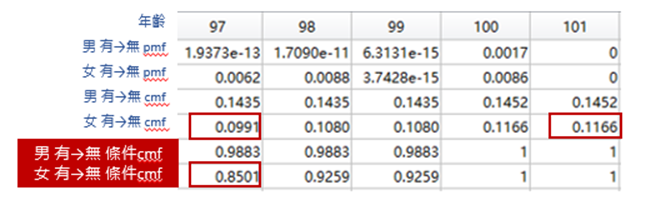 年齡 97 98 99 100 101
男 有→無 pmf 1.9373e-13 1.7090e-11 6.3131e-15 0.0017 0
女 有→無 pmf 0.0062 0.0088 3.7428e-15 0.0086 0
男 有→無 cmf 0.1435 0.1435 0.1435 0.1452 0.1452
女 有→無 cmf 0.0991 0.1080 0.1080 0.1166 0.1166
男 有→無 條件cmf 0.9883 0.9883 0.9883 1 1
女 有→無 條件cmf 0.8501 0.9259 0.9259 1 1